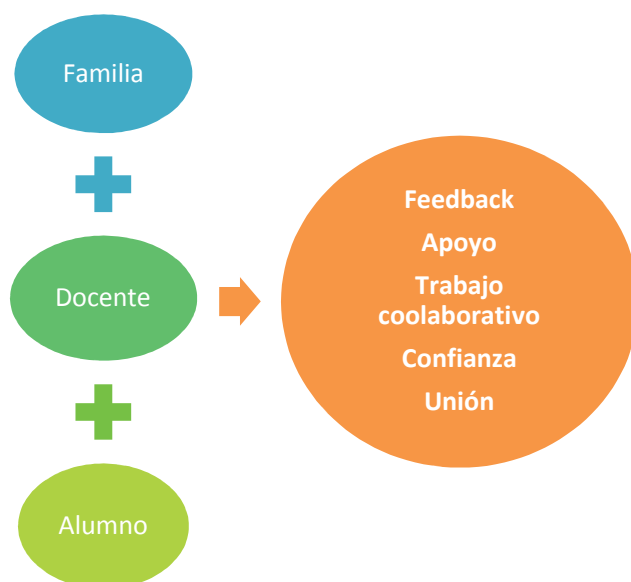 Familia
Docente
Alumno
Feedback
Apoyo
Trabajo
coolaborativo
Confianza
Unión